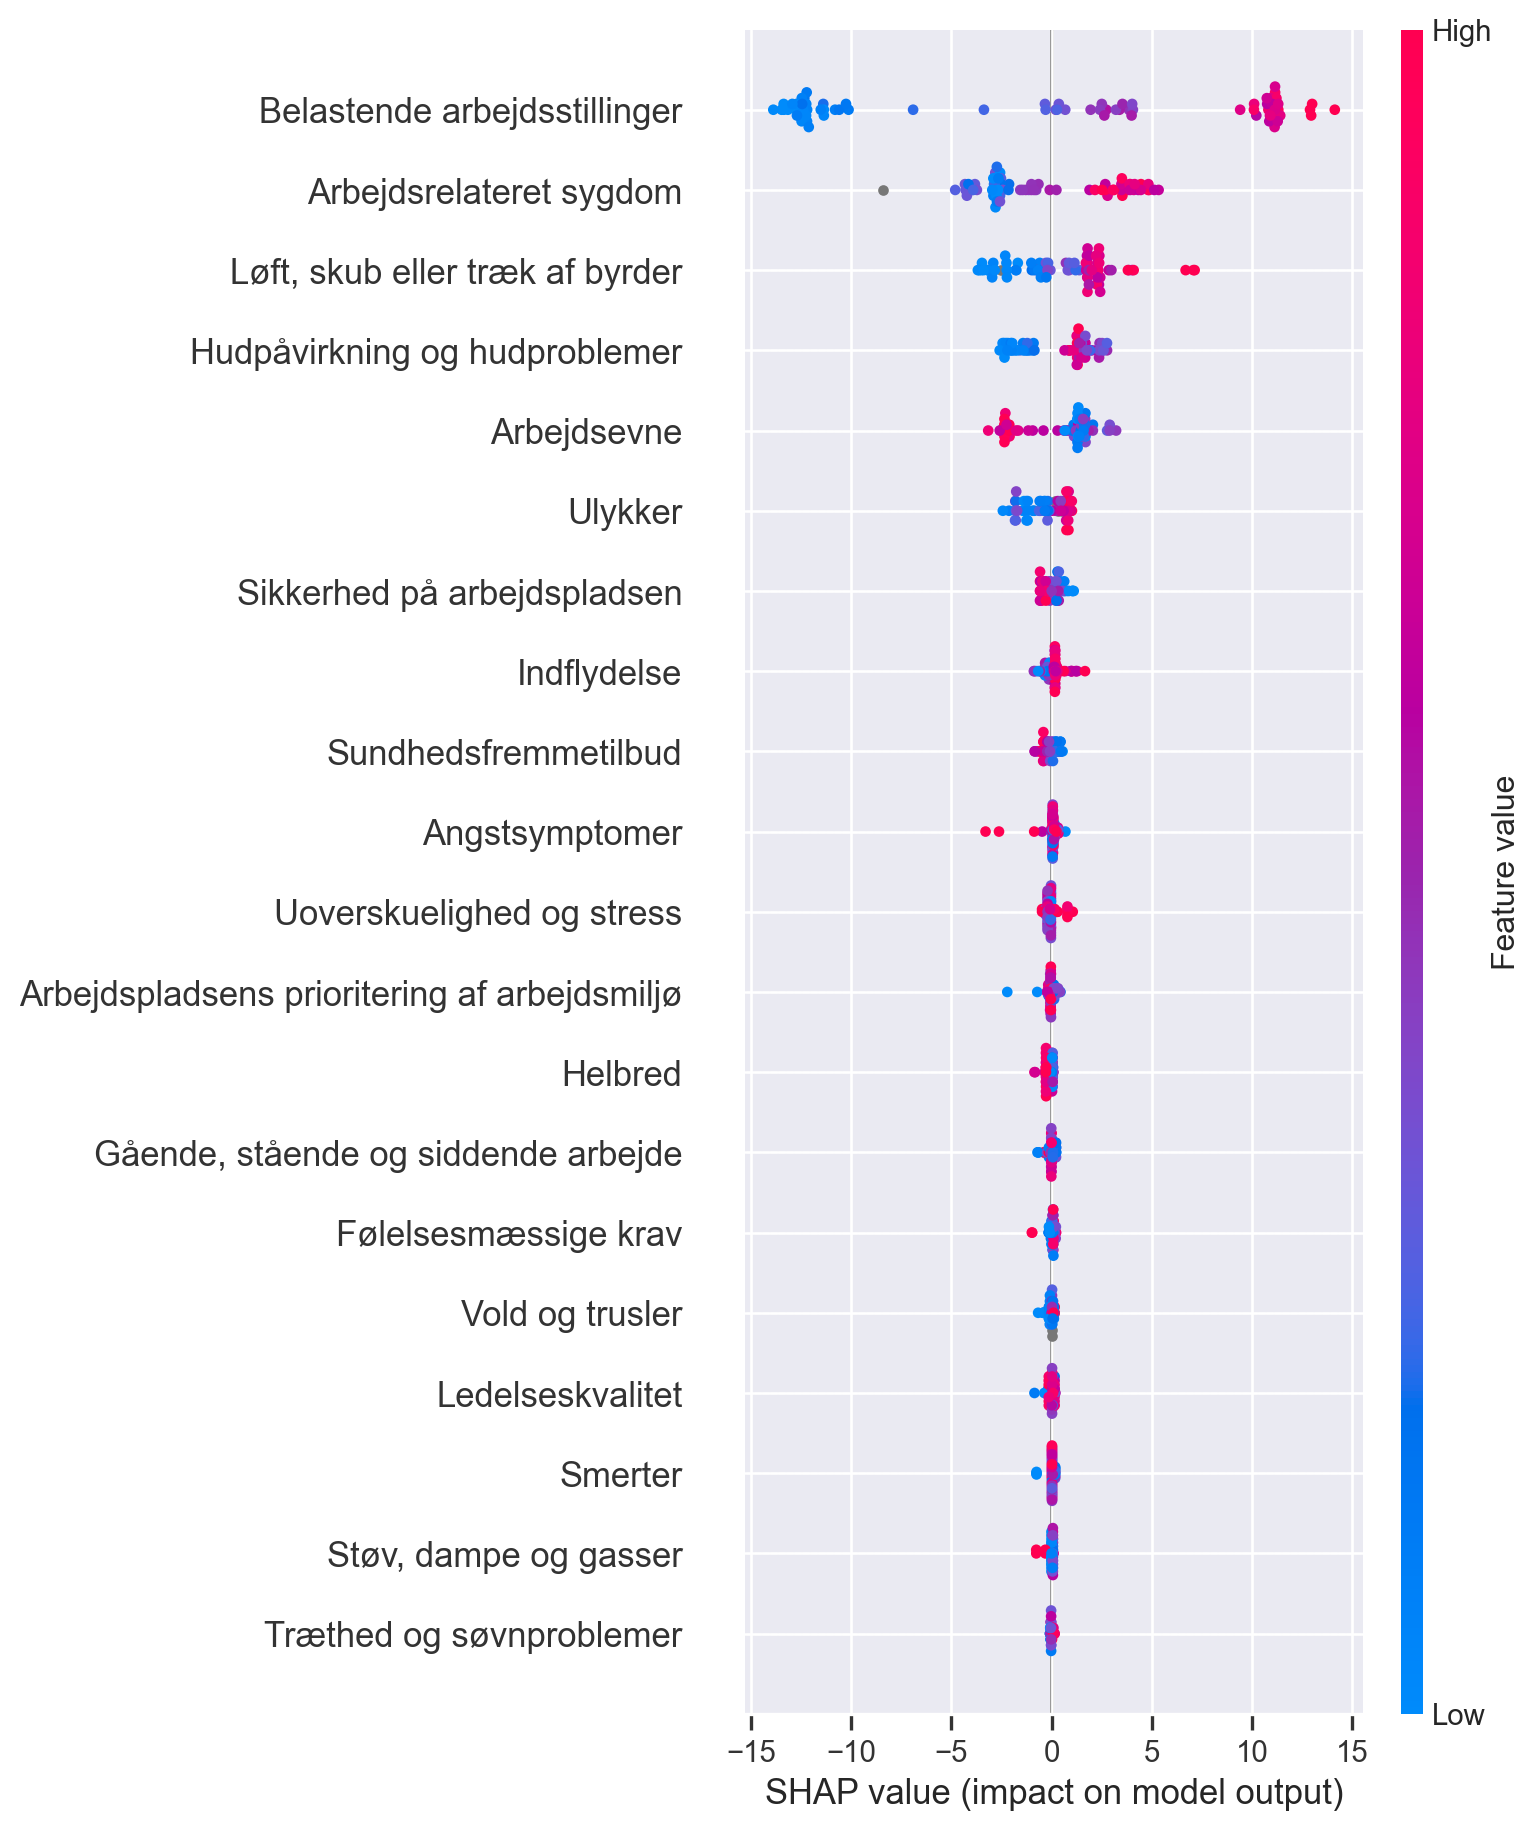 High
Belastende arbejdsstillinger
Arbejdsrelateret sygdom
Løft, skub eller træk af byrder
Hudpåvirkning og hudproblemer
Arbejdsevne
Ulykker
Sikkerhed på arbejdspladsen
Indflydelse
Sundhedsfremmetilbud
Angstsymptomer
Uoverskuelighed og stress
Arbejdspladsens prioritering af arbejdsmiljø
Helbred
Gående, stående og siddende arbejde
Følelsesmæssige krav
Vold og trusler
Ledelseskvalitet
Smerter
Støv, dampe og gasser
Træthed og søvnproblemer
Feature value
Low
−15 −10 −5 0 5 10 15
SHAP value (impact on model output)